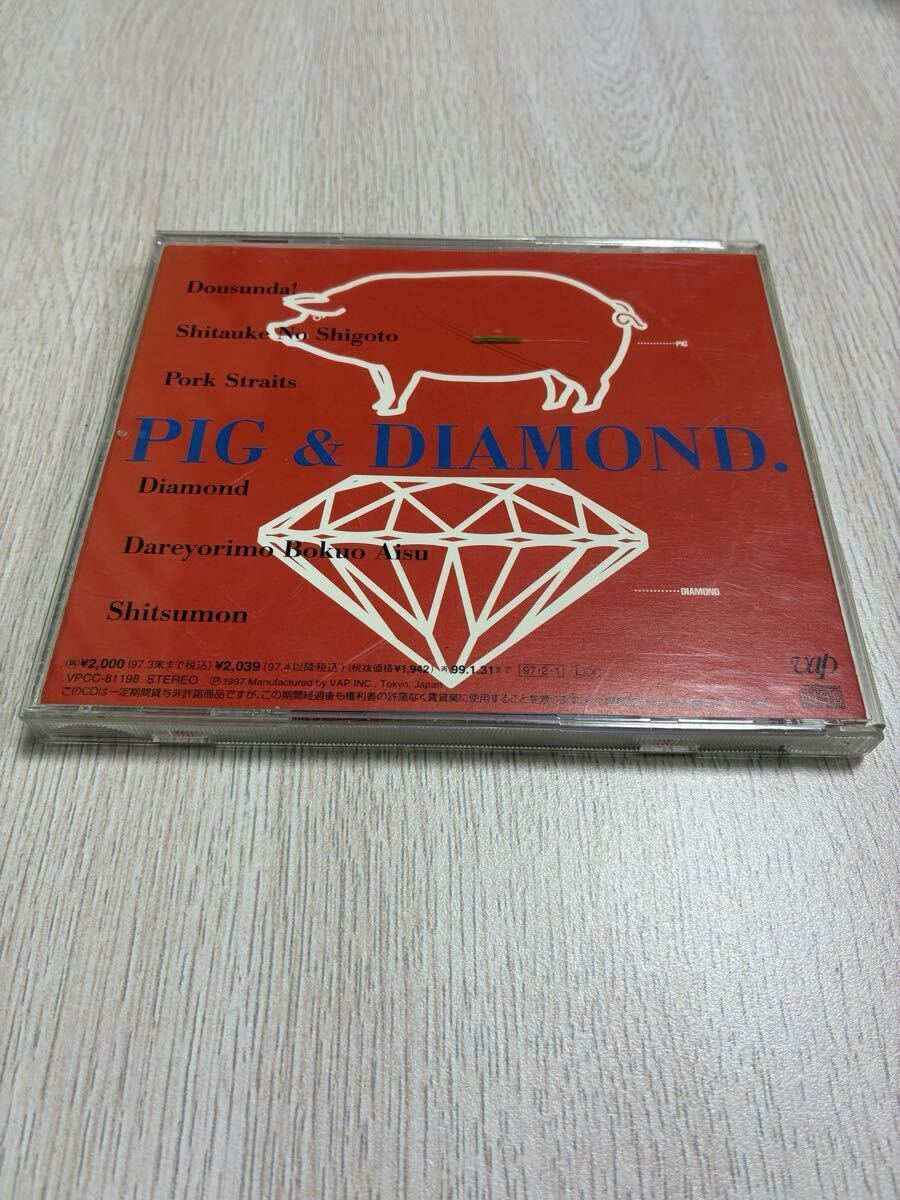 Dousunda!
Shitauke No Shigoto
PIG
Pork Straits
PIG & DIAMOND.
Diamond
Dareyorimo Bokuo Aisu
DIAMOND
Shitsumon
再 ¥2,000 (97.3末まで税込) ¥2,039 (97.4以降税込) (税抜価格¥1,942) 再 99.1.31まで 97・2・1 L X
vap
VPCC-81198 STEREO Ⓟ 1997 Manufactured by VAP INC., Tokyo, Japan
このCDは一定期間貸与非許諾商品ですが、この期間経過後も権利者の許諾なく賃貸業に使用することを禁じます。